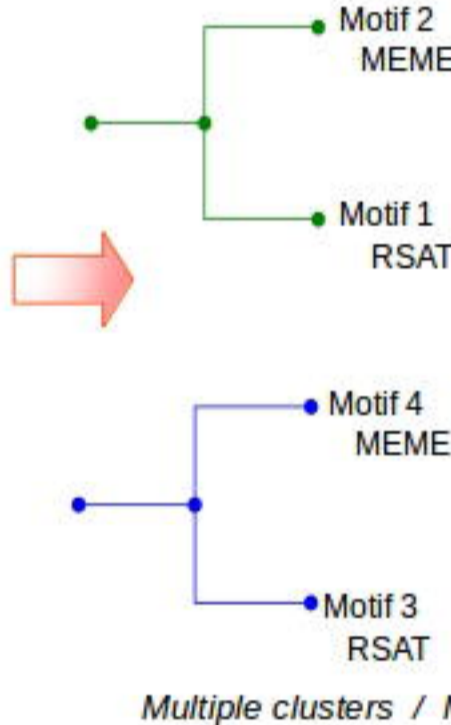 Motif 2
MEME
Motif 1
RSAT
Motif 4
MEME
Motif 3
RSAT
Multiple clusters /